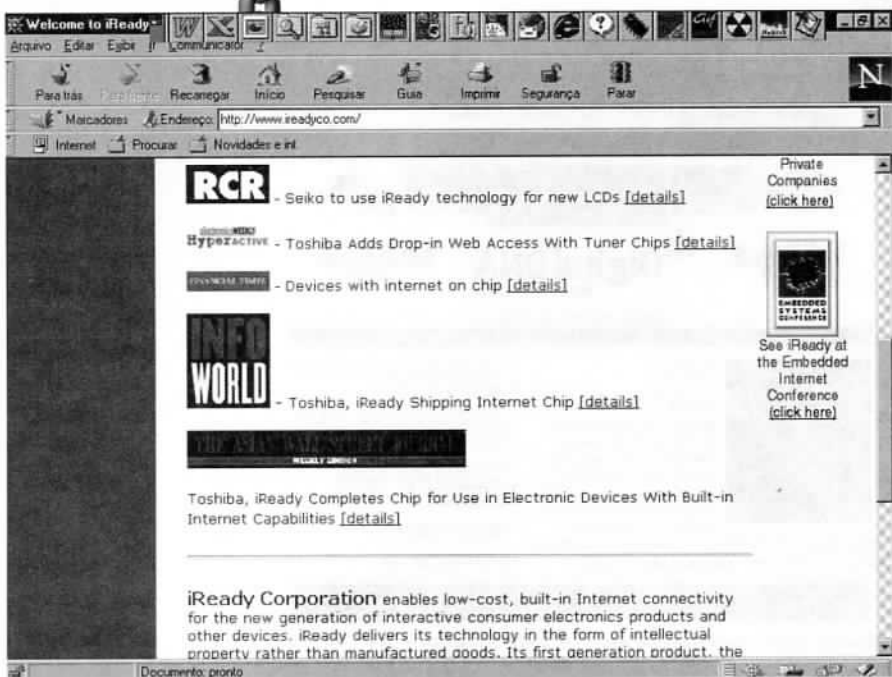 Welcome to iReady
Arquivo Editar Exibir Ir Communicator ?
Para trás Para frente Recarregar Início Pesquisar Guia Imprimir Segurança Parar
N
Marcadores Endereço: http://www.ireadyco.com/
Internet Procurar Novidades e int
RCR - Seiko to use iReady technology for new LCDs [details]
HyperACTIVE - Toshiba Adds Drop-in Web Access With Tuner Chips [details]
FINANCIAL TIMES - Devices with internet on chip [details]
INFO
WORLD - Toshiba, iReady Shipping Internet Chip [details]
Toshiba, iReady Completes Chip for Use in Electronic Devices With Built-in
Internet Capabilities [details]
iReady Corporation enables low-cost, built-in Internet connectivity
for the new generation of interactive consumer electronics products and
other devices. iReady delivers its technology in the form of intellectual
property rather than manufactured goods. Its first generation product, the
Private
Companies
(click here)
EMBEDDED
SYSTEMS
CONFERENCE
See iReady at
the Embedded
Internet
Conference
(click here)
Documento: pronto